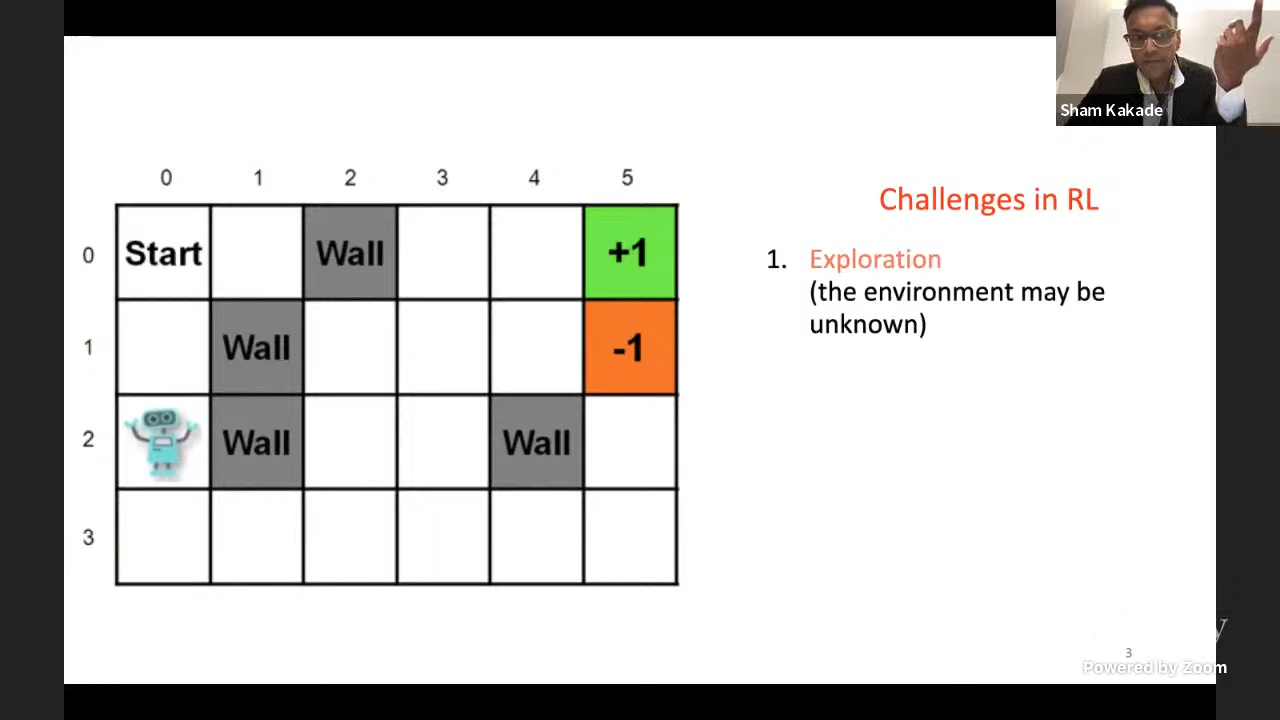 Sham Kakade
0 1 2 3 4 5
Challenges in RL
0 Start Wall +1
1. Exploration
(the environment may be
unknown)
1 Wall -1
2 Wall Wall
3
3
Powered by Zoom